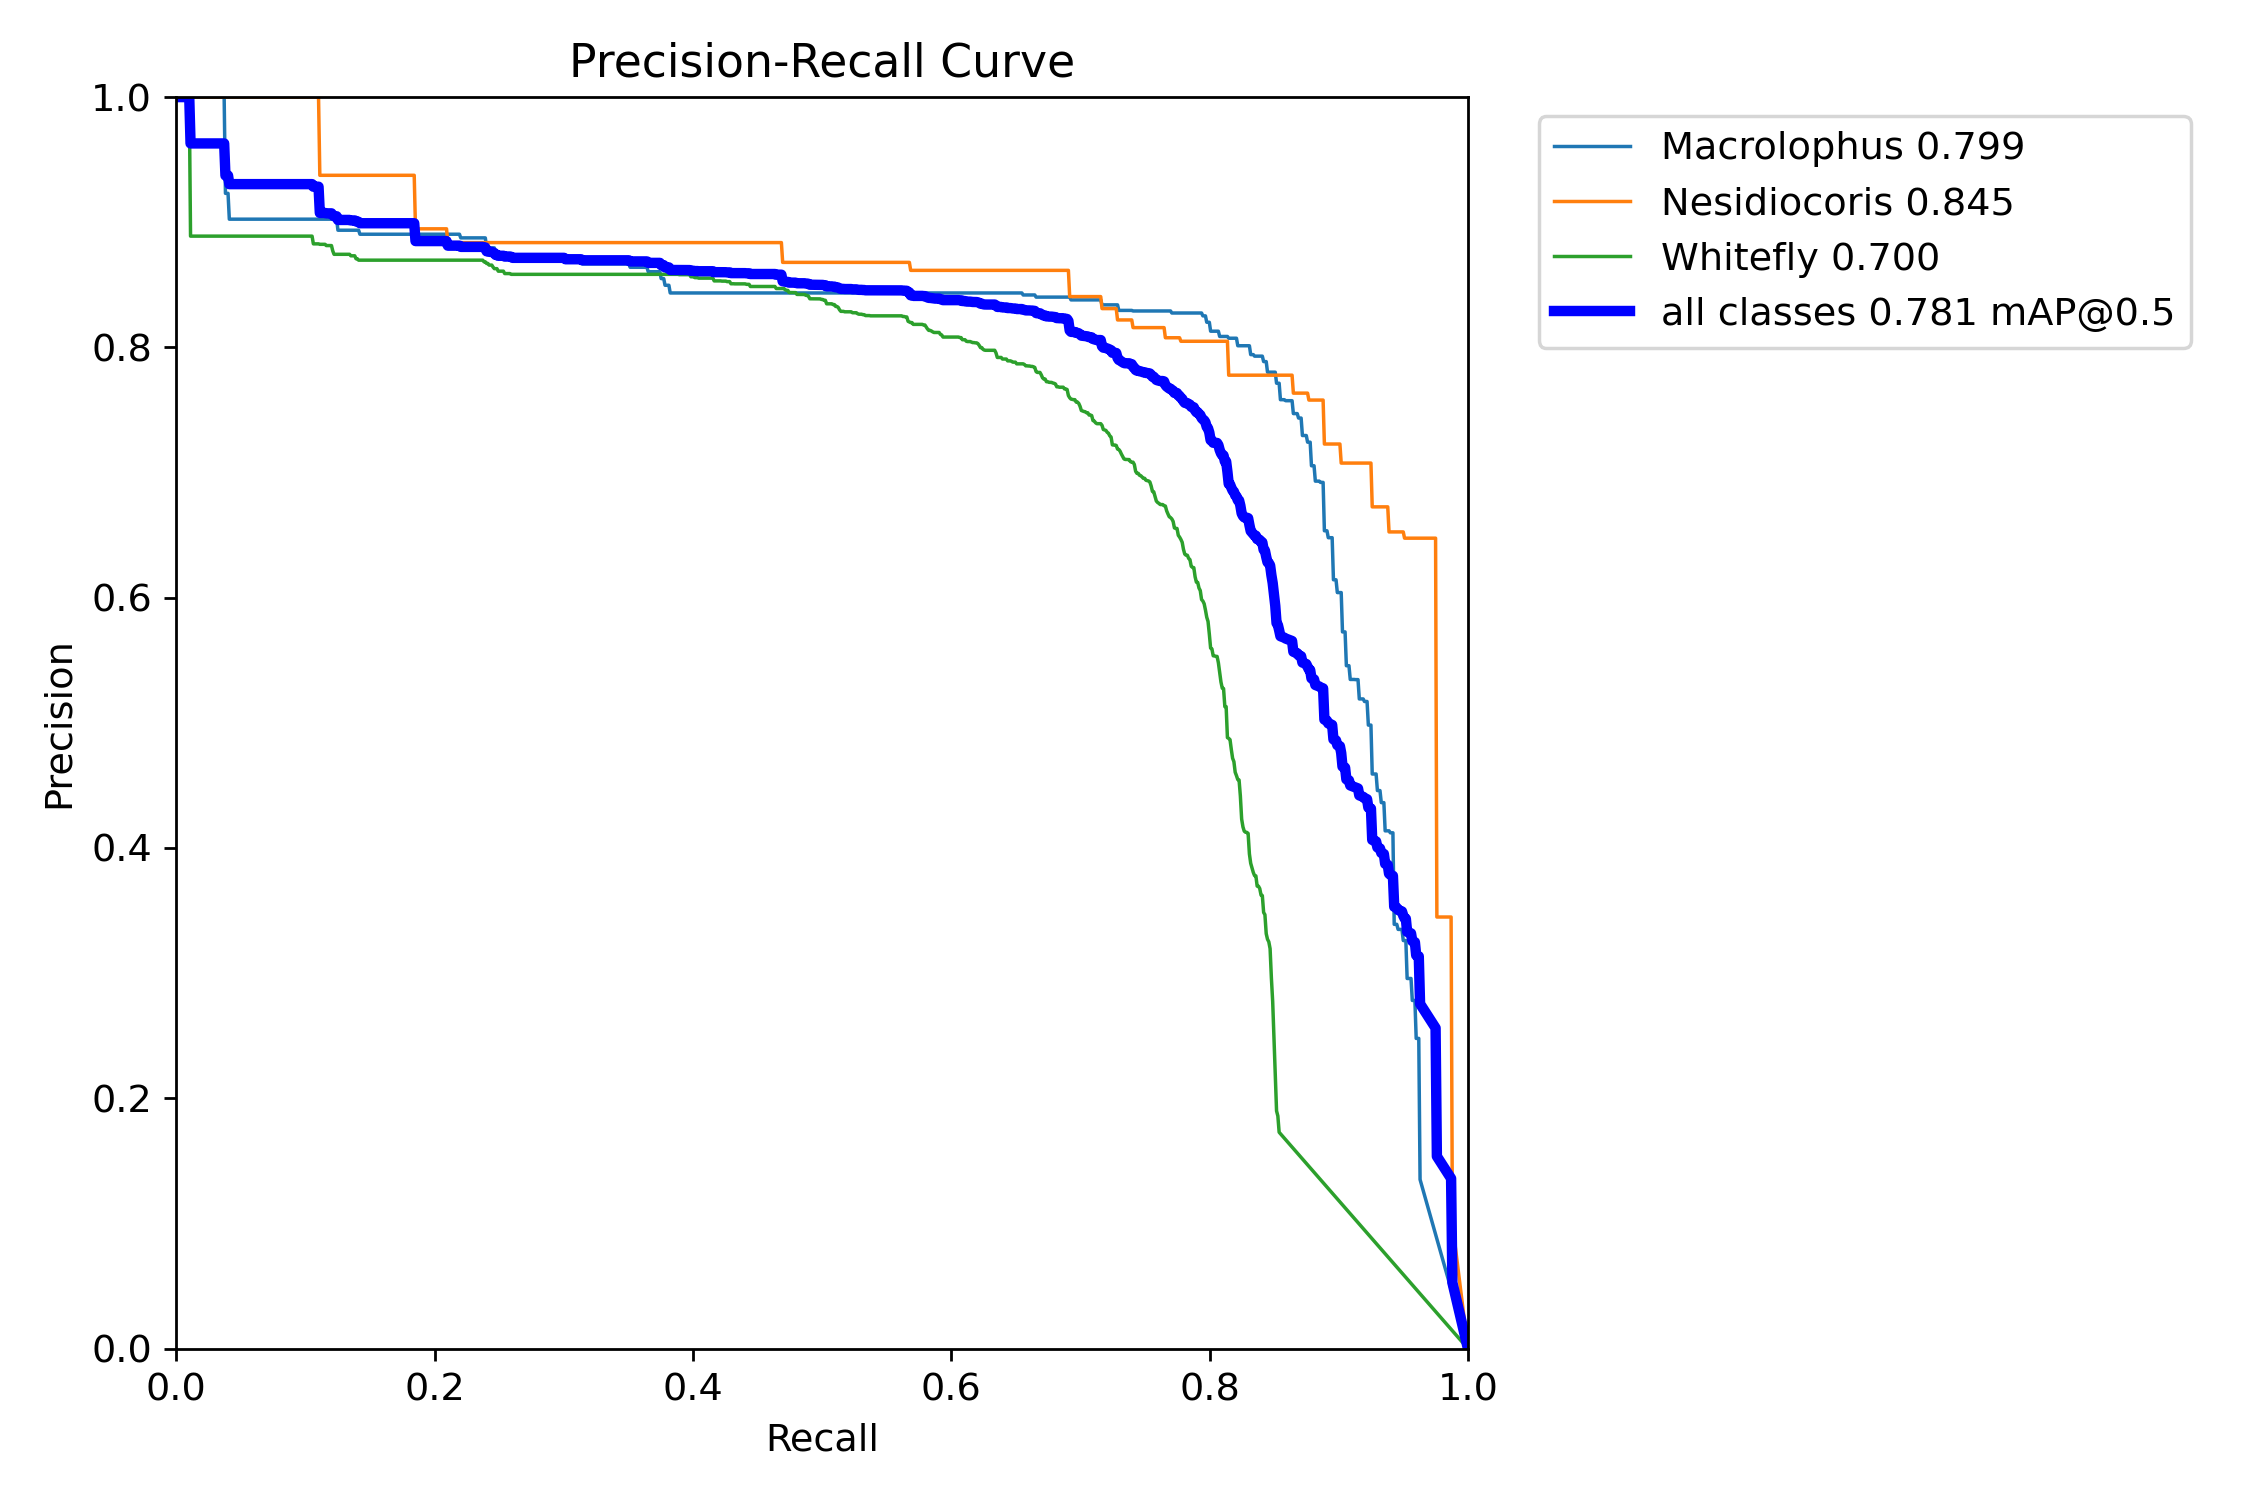 Precision-Recall Curve
1.0
0.8
0.6
0.4
0.2
0.0
Precision
0.0 0.2 0.4 0.6 0.8 1.0
Recall
Macrolophus 0.799
Nesidiocoris 0.845
Whitefly 0.700
all classes 0.781 mAP@0.5